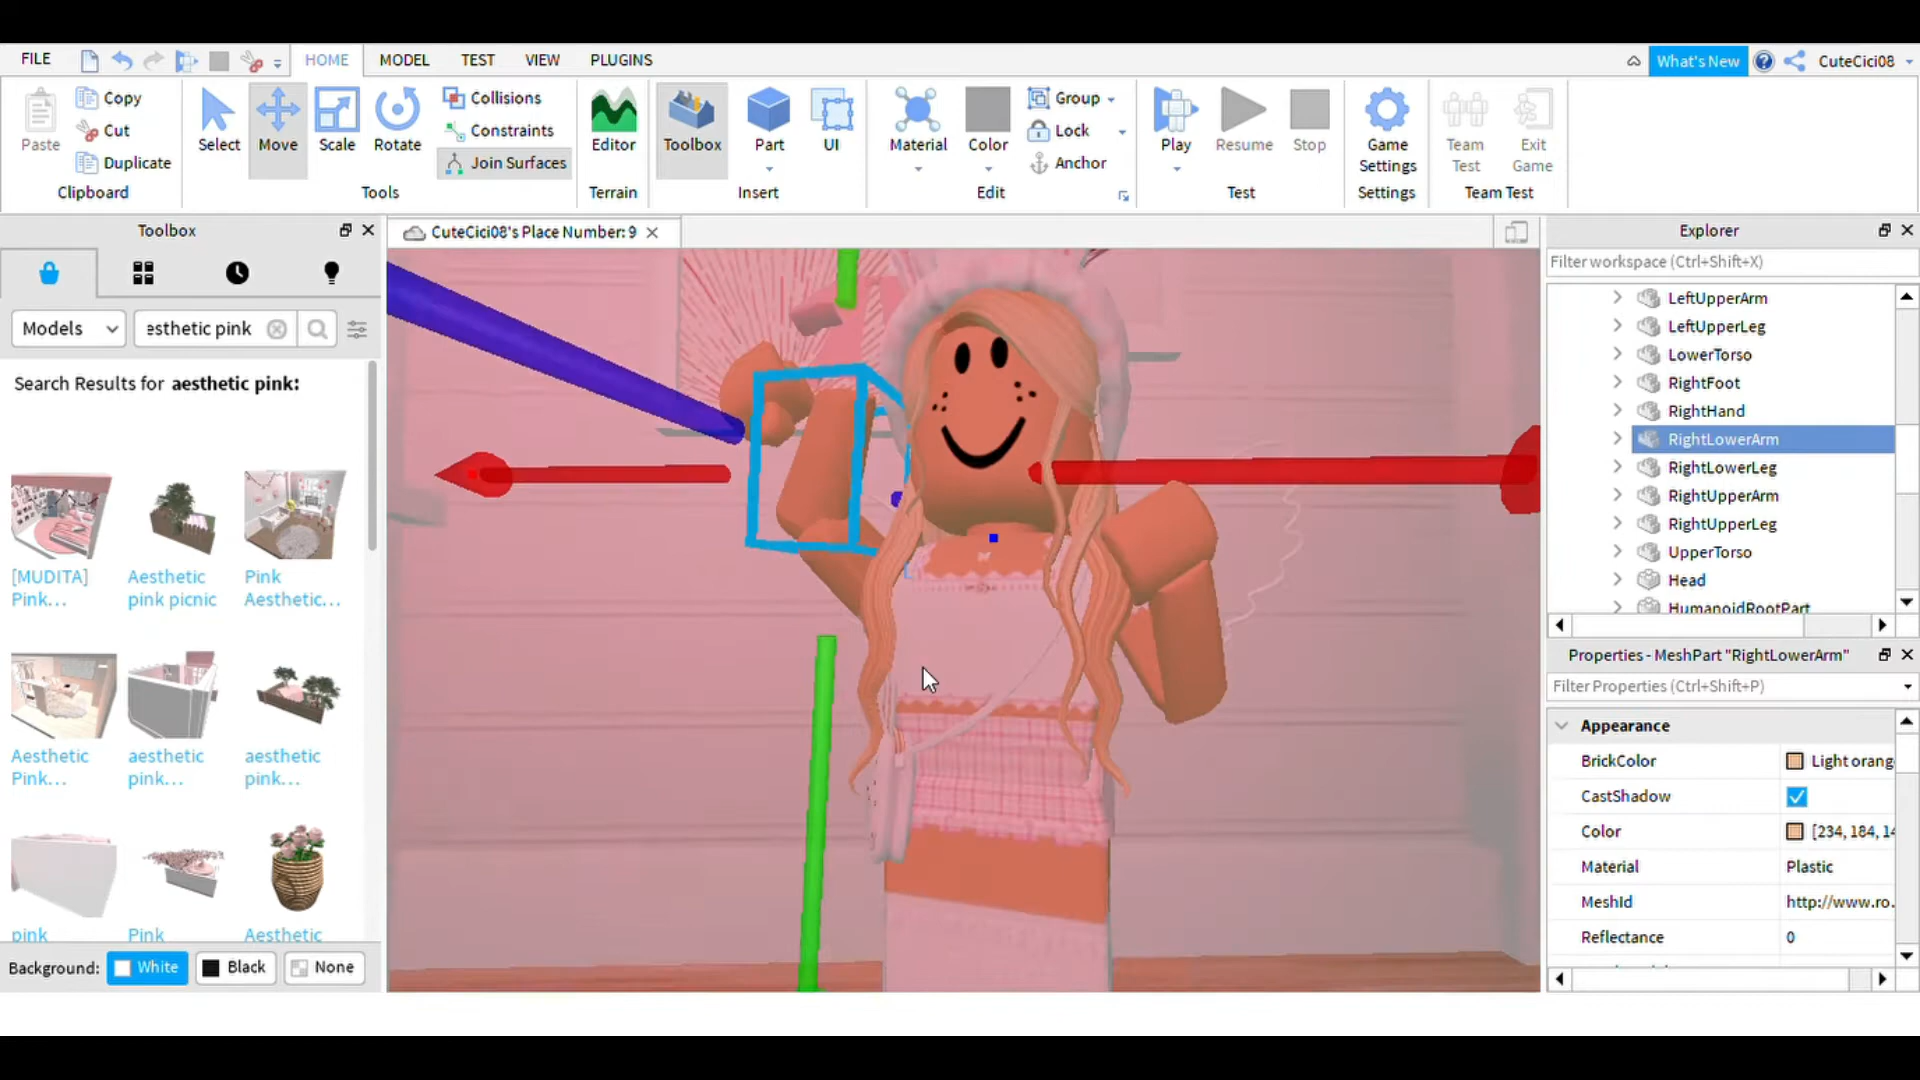 FILE HOME MODEL TEST VIEW PLUGINS What's New CuteCici08
Copy Collisions Group
Cut Constraints Lock
Paste Duplicate Select Move Scale Rotate Join Surfaces Editor Toolbox Part UI Material Color Anchor Play Resume Stop Game Settings Team Test Exit Game
Clipboard Tools Terrain Insert Edit Test Settings Team Test
Toolbox
Models esthetic pink
Search Results for aesthetic pink:
[MUDITA] Aesthetic Pink
Pink... pink picnic Aesthetic...
Aesthetic aesthetic aesthetic
Pink... pink... pink...
pink Pink Aesthetic
Background: White Black None
CuteCici08's Place Number: 9
Explorer
Filter workspace (Ctrl+Shift+X)
LeftUpperArm
LeftUpperLeg
LowerTorso
RightFoot
RightHand
RightLowerArm
RightLowerLeg
RightUpperArm
RightUpperLeg
UpperTorso
Head
HumanoidRootPart
Properties - MeshPart "RightLowerArm"
Filter Properties (Ctrl+Shift+P)
Appearance
BrickColor Light orang
CastShadow
Color [234, 184, 14
Material Plastic
MeshId http://www.ro.
Reflectance 0